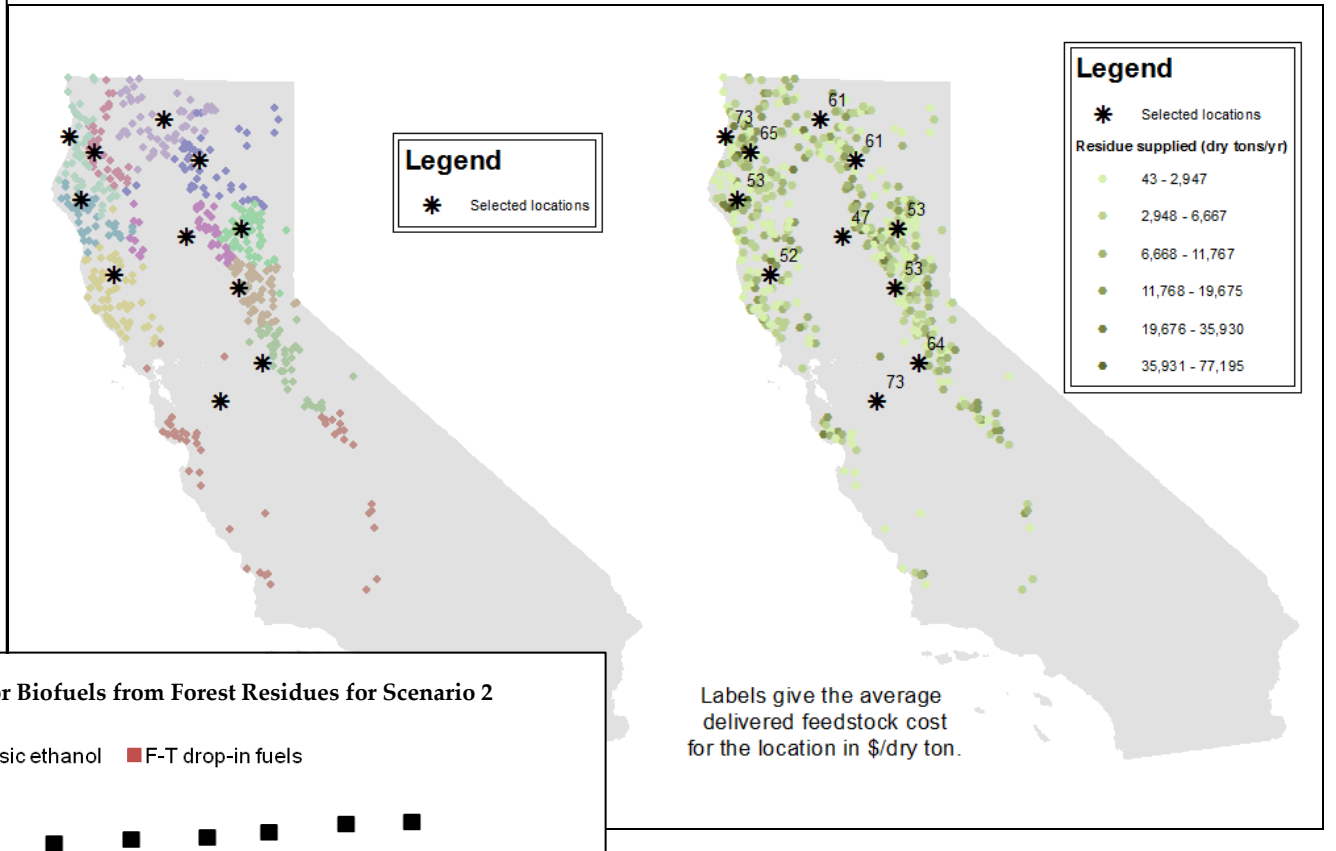 Legend
Selected locations
61
73
65
61
53
47
53
52
53
64
73
Legend
Selected locations
Residue supplied (dry tons/yr)
43 - 2,947
2,948 - 6,667
6,668 - 11,767
11,768 - 19,675
19,676 - 35,930
35,931 - 77,195
Labels give the average
delivered feedstock cost
for the location in $/dry ton.
Biofuels from Forest Residues for Scenario 2
ethanol F-T drop-in fuels